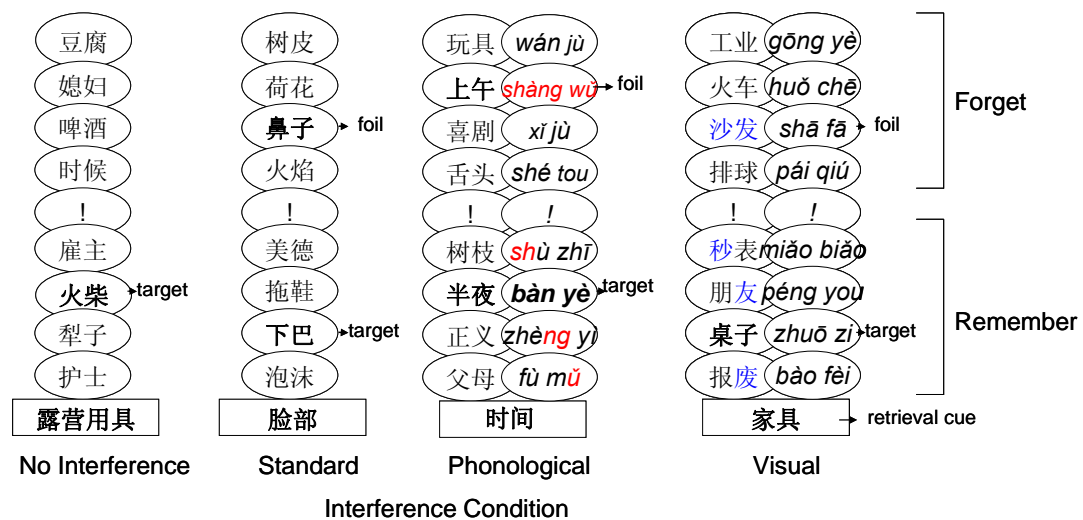 豆腐
媳妇
啤酒
时候
!
雇主
火柴 target
犁子
护士
露营用具
No Interference
树皮
荷花
鼻子 foil
火焰
!
美德
拖鞋
下巴 target
泡沫
脸部
Standard
玩具 wán jù
上午 shàng wǔ foil
喜剧 xǐ jù
舌头 shé tou
! !
树枝 shù zhī
半夜 bàn yè target
正义 zhèng yì
父母 fù mǔ
时间
Phonological
工业 gōng yè
火车 huǒ chē
沙发 shā fā foil
排球 pái qiú
! !
秒表 miǎo biǎo
朋友 péng you
桌子 zhuō zi target
报废 bào fèi
家具 retrieval cue
Visual
Forget
Remember
Interference Condition